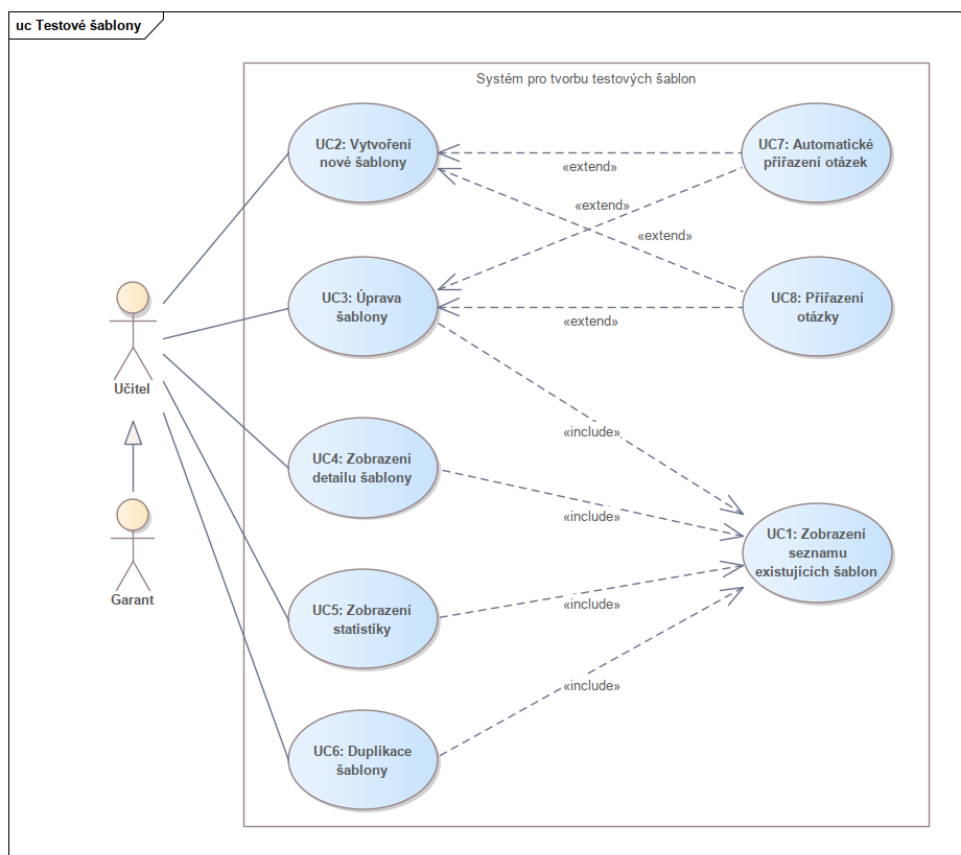 uc Testové šablony
Systém pro tvorbu testových šablon
UC2: Vytvoření
nové šablony
UC7: Automatické
přiřazení otázek
«extend»
«extend»
«extend»
UC3: Úprava
šablony
UC8: Přiřazení
otázky
«extend»
Učitel
«include»
UC4: Zobrazení
detailu šablony
«include»
UC1: Zobrazení
seznamu
existujících šablon
Garant
UC5: Zobrazení
statistiky
«include»
«include»
UC6: Duplikace
šablony